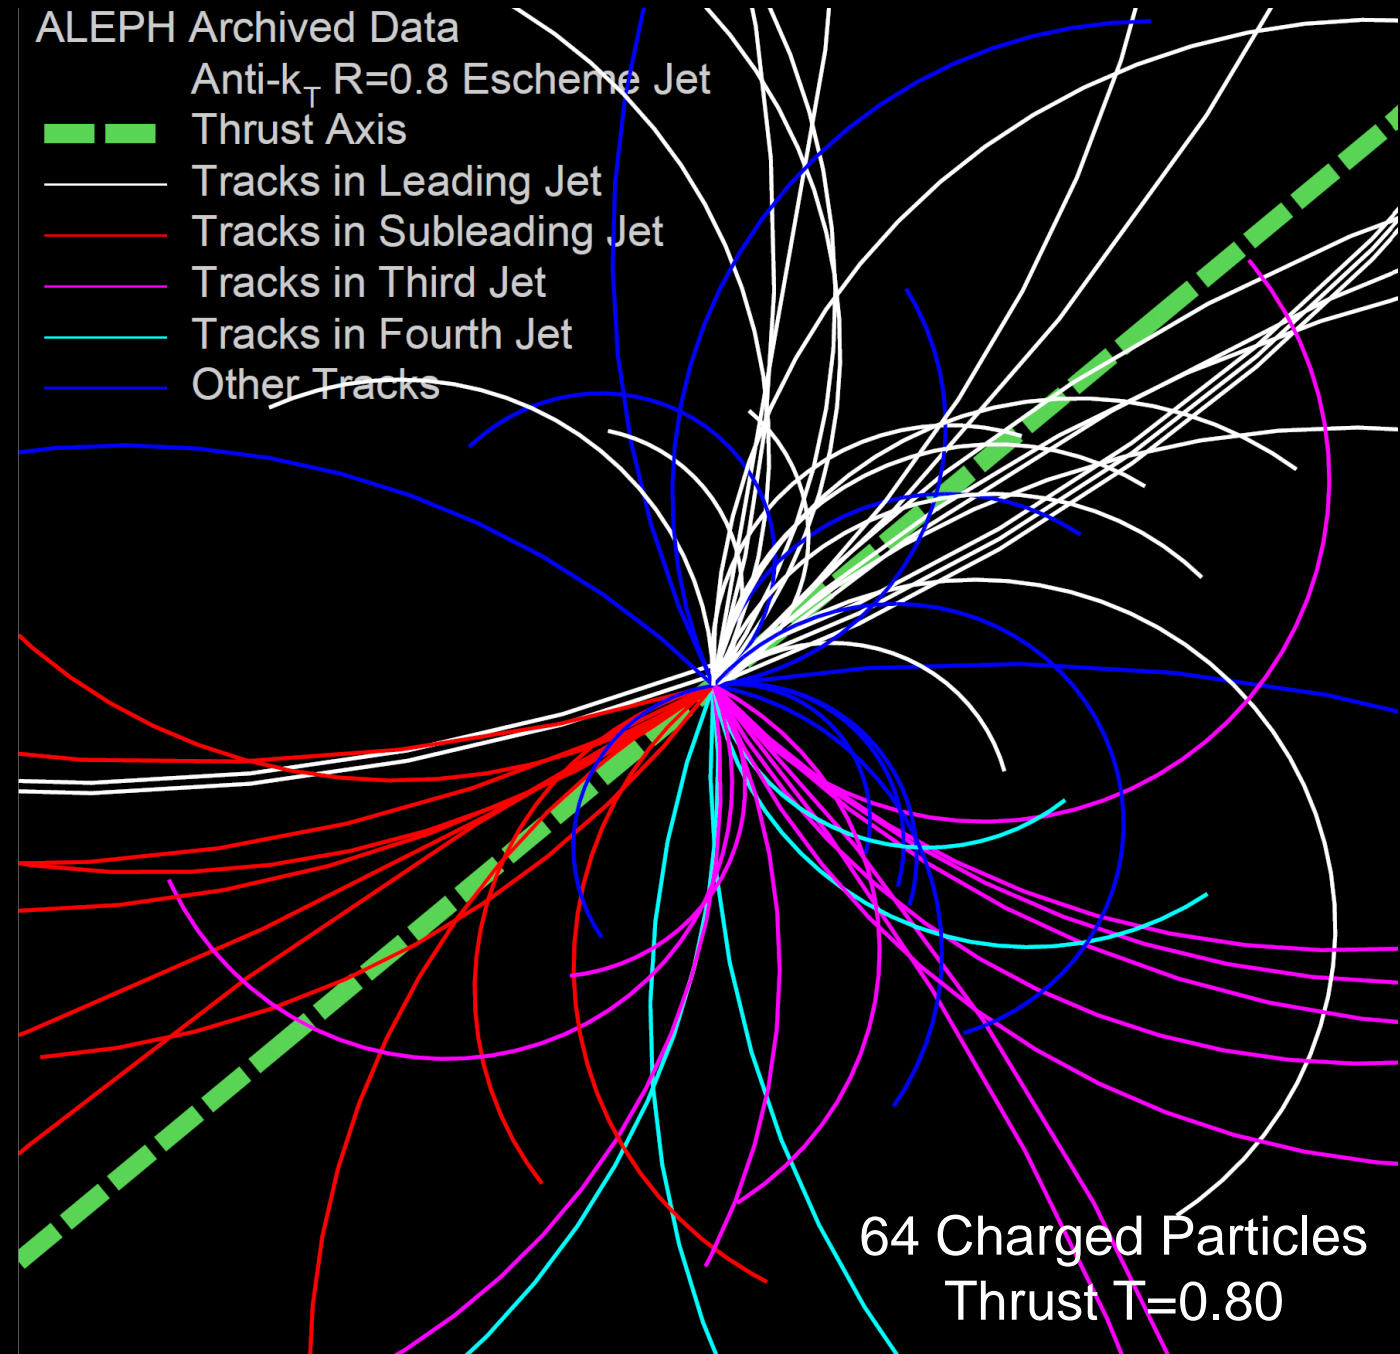 ALEPH Archived Data
Anti-k_T R=0.8 Escheme Jet
Thrust Axis
Tracks in Leading Jet
Tracks in Subleading Jet
Tracks in Third Jet
Tracks in Fourth Jet
Other Tracks
64 Charged Particles
Thrust T=0.80